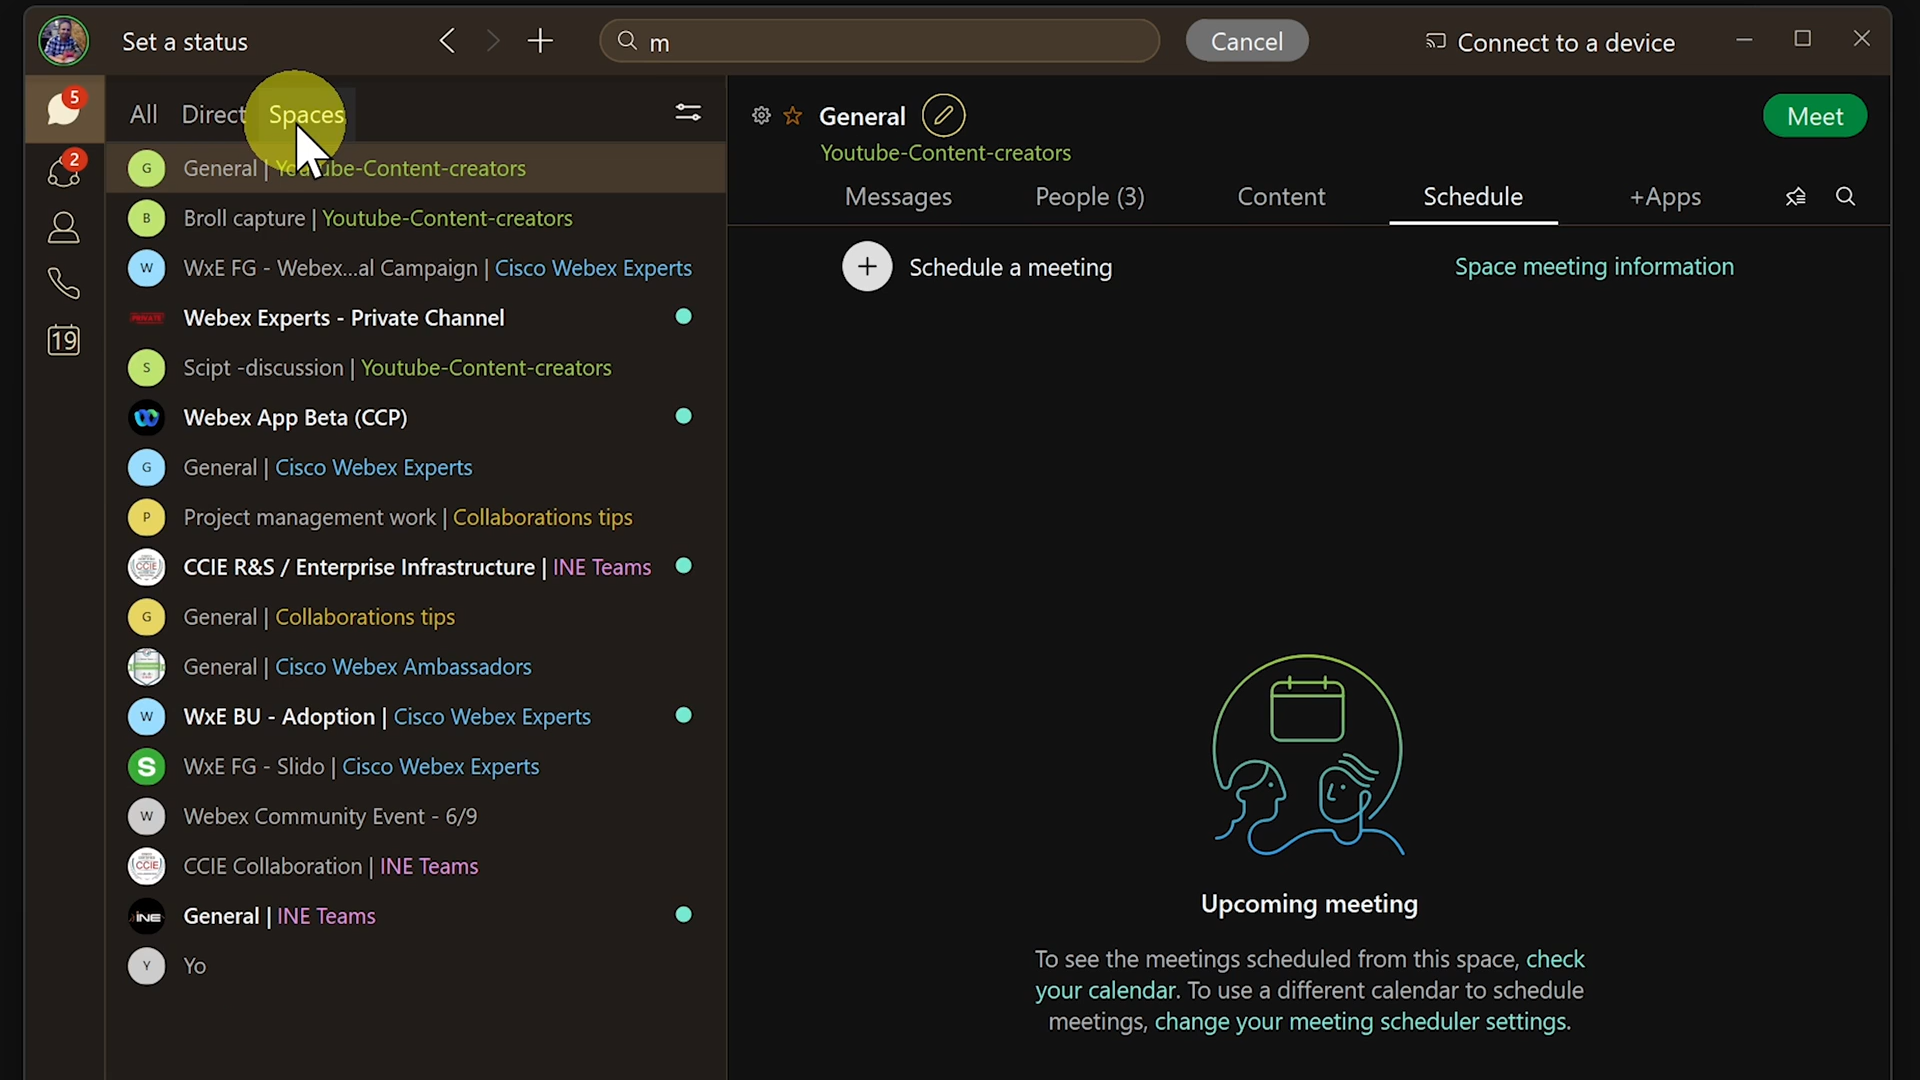 Set a status
m
Cancel
Connect to a device
5
2
19
All Direct Spaces
G General | Youtube-Content-creators
B Broll capture | Youtube-Content-creators
W WxE FG - Webex...al Campaign | Cisco Webex Experts
PRIVATE Webex Experts - Private Channel
S Scipt -discussion | Youtube-Content-creators
Webex App Beta (CCP)
G General | Cisco Webex Experts
P Project management work | Collaborations tips
CCIE CCIE R&S / Enterprise Infrastructure | INE Teams
G General | Collaborations tips
General | Cisco Webex Ambassadors
W WxE BU - Adoption | Cisco Webex Experts
S WxE FG - Slido | Cisco Webex Experts
W Webex Community Event - 6/9
CCIE CCIE Collaboration | INE Teams
INE General | INE Teams
Y Yo
General
Meet
Youtube-Content-creators
Messages People (3) Content Schedule +Apps
Schedule a meeting
Space meeting information
Upcoming meeting
To see the meetings scheduled from this space, check
your calendar. To use a different calendar to schedule
meetings, change your meeting scheduler settings.